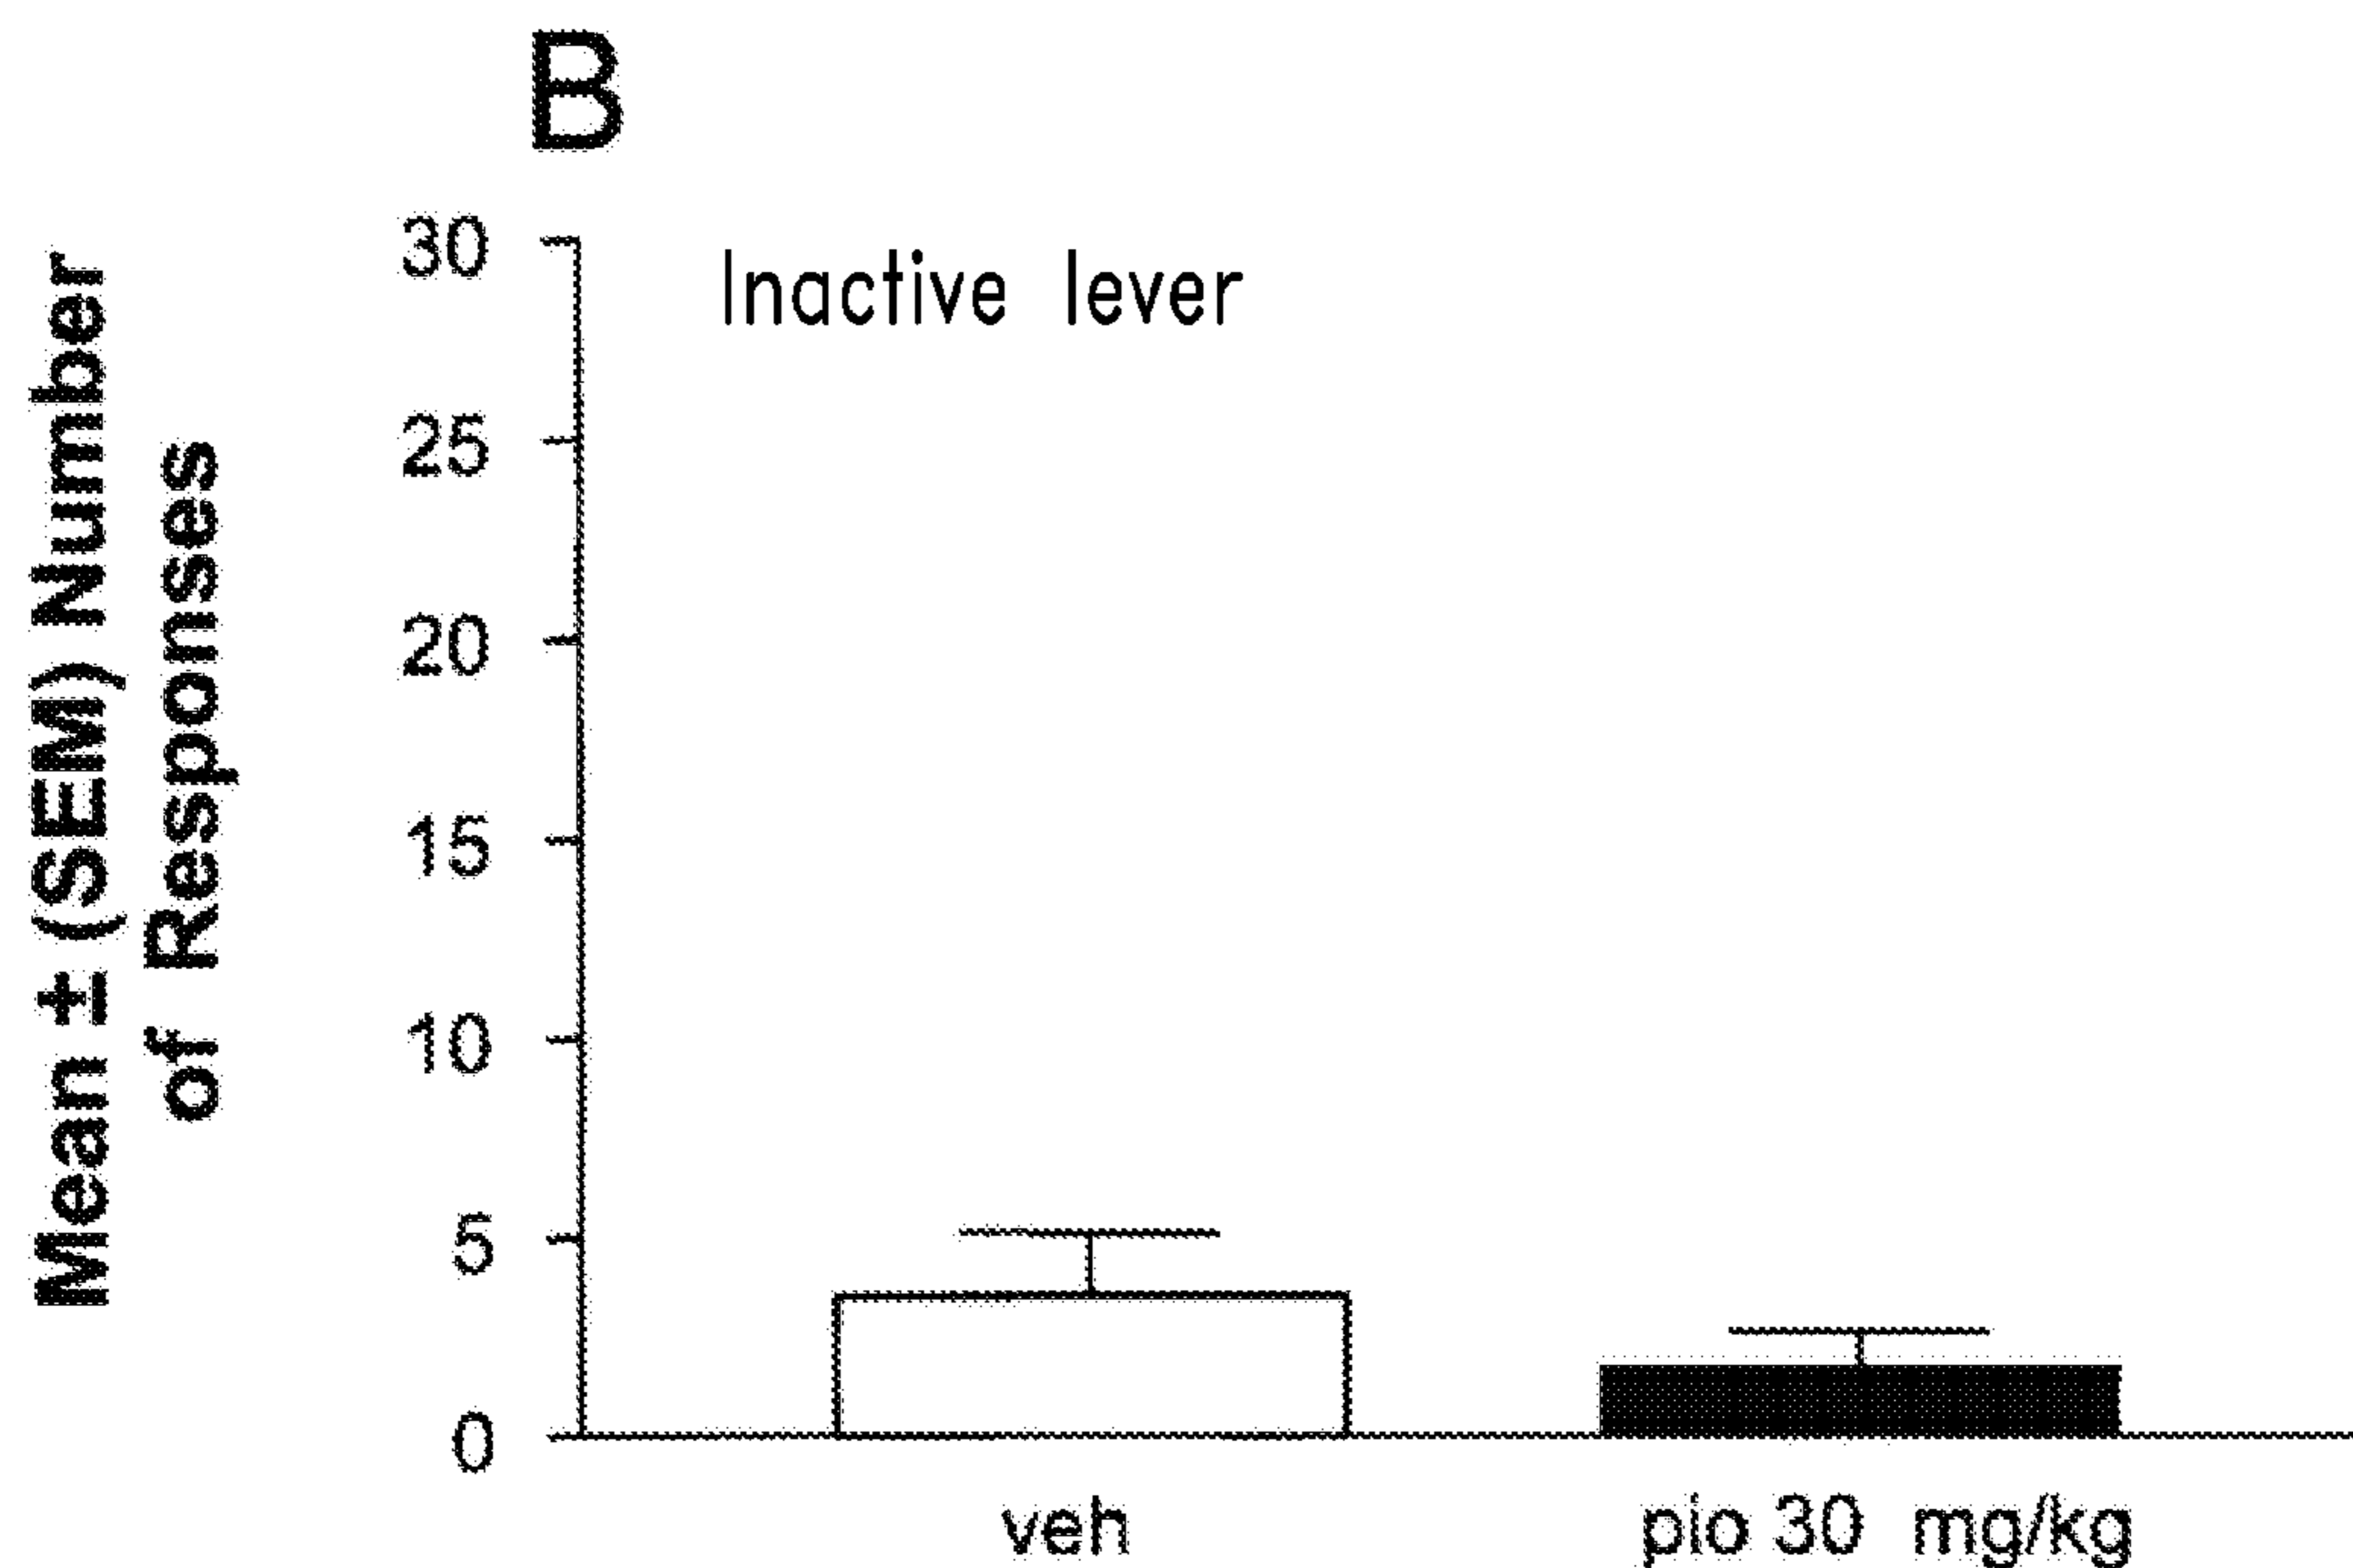 B
Mean ± (SEM) Number
of Responses
30
25
20
15
10
5
0
Inactive lever
veh
pio 30 mg/kg